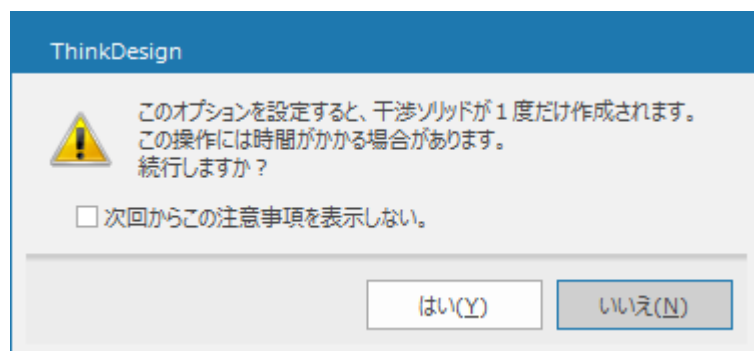 ThinkDesign
このオプションを設定すると、干渉ソリッドが1度だけ作成されます。
この操作には時間がかかる場合があります。
続行しますか？
次回からこの注意事項を表示しない。
はい(Y)
いいえ(N)